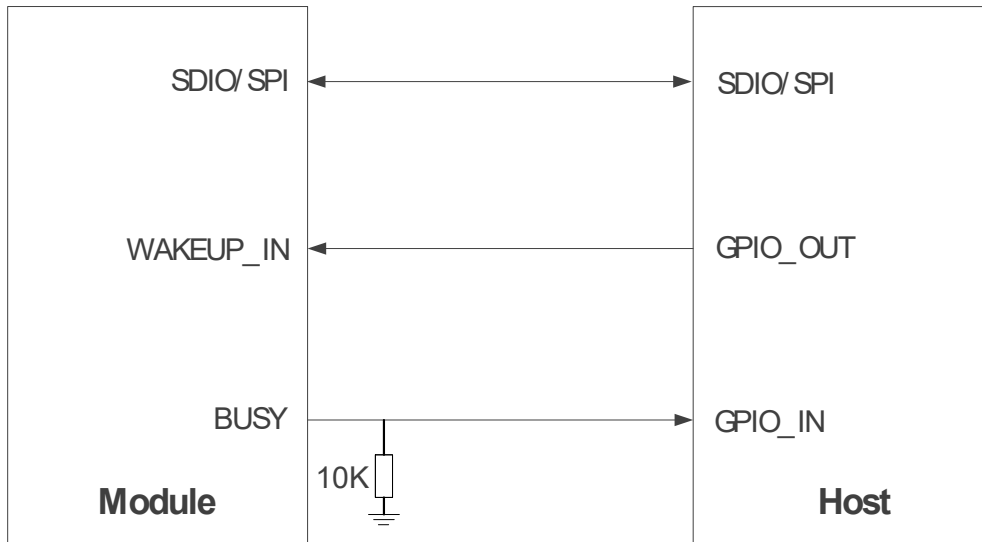 SDIO/ SPI
SDIO/ SPI
WAKEUP_IN
GPIO_OUT
BUSY
GPIO_IN
10K
Module
Host